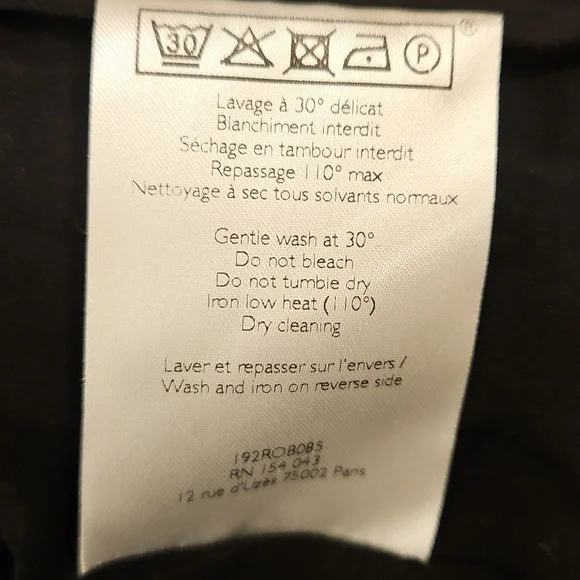 30 P ®
Lavage à 30° délicat
Blanchiment interdit
Séchage en tambour interdit
Repassage 110° max
Nettoyage à sec tous solvants normaux
Gentle wash at 30°
Do not bleach
Do not tumble dry
Iron low heat (110°)
Dry cleaning
Laver et repasser sur l'envers /
Wash and iron on reverse side
192ROBOBS
RN 154 043
12 rue d'Uzès 75002 Paris